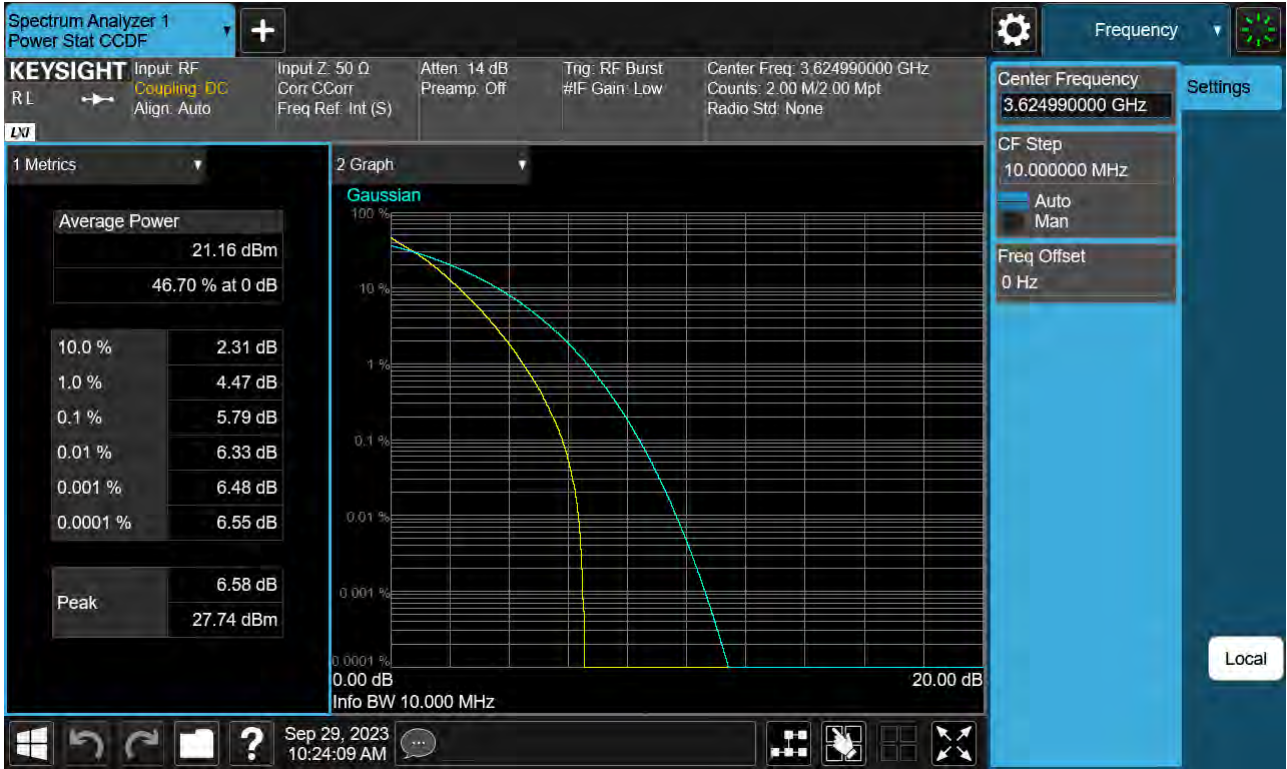 Spectrum Analyzer 1
Power Stat CCDF
Frequency
KEYSIGHT
RL
LXI
Input: RF
Coupling: DC
Align: Auto
Input Z: 50 Ω
Corr CCorr
Freq Ref: Int (S)
Atten: 14 dB
Preamp: Off
Trig: RF Burst
#IF Gain: Low
Center Freq: 3.624990000 GHz
Counts: 2.00 M/2.00 Mpt
Radio Std: None
1 Metrics
Average Power
21.16 dBm
46.70 % at 0 dB
10.0 % 2.31 dB
1.0 % 4.47 dB
0.1 % 5.79 dB
0.01 % 6.33 dB
0.001 % 6.48 dB
0.0001 % 6.55 dB
Peak
6.58 dB
27.74 dBm
2 Graph
Gaussian
100 %
10 %
1 %
0.1 %
0.01 %
0.001 %
0.0001 %
0.00 dB 20.00 dB
Info BW 10.000 MHz
Center Frequency
3.624990000 GHz
CF Step
10.000000 MHz
Auto
Man
Freq Offset
0 Hz
Settings
Local
?
Sep 29, 2023
10:24:09 AM